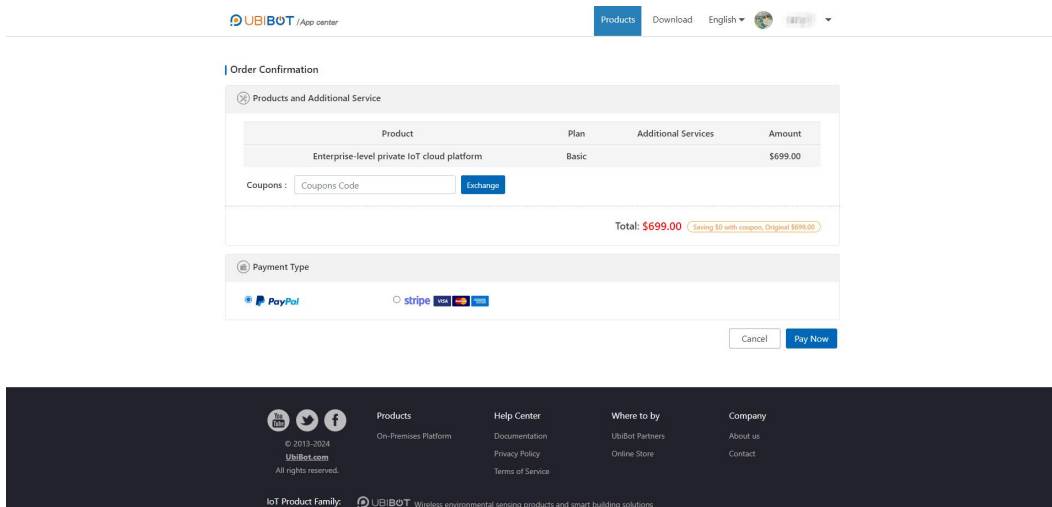 UBIBOT /App center
Products Download English
Order Confirmation
Products and Additional Service
Product Plan Additional Services Amount
Enterprise-level private IoT cloud platform Basic $699.00
Coupons : Coupons Code Exchange
Total: $699.00 Saving $0 with coupon, Original $699.00
Payment Type
PayPal stripe VISA
Cancel Pay Now
You Tube
Products Help Center Where to by Company
On-Premises Platform Documentation UbiBot Partners About us
© 2013-2024
Privacy Policy Online Store Contact
UbiBot.com
All rights reserved.
Terms of Service
IoT Product Family: UBIBOT Wireless environmental sensing products and smart building solutions